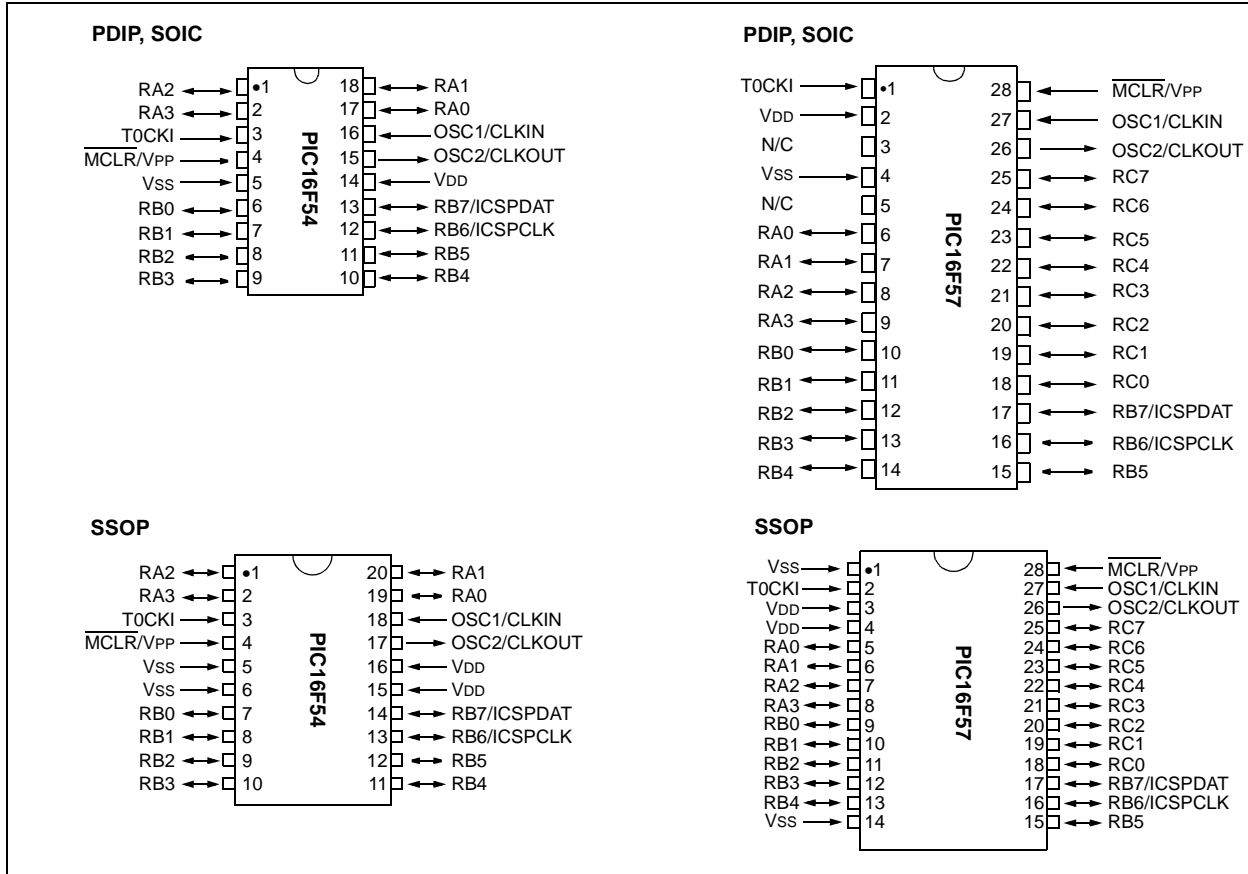 PDIP, SOIC
RA2 •1 18 RA1
RA3 2 17 RA0
T0CKI 3 16 OSC1/CLKIN
MCLR/VPP 4 15 OSC2/CLKOUT
VSS 5 14 VDD
RB0 6 13 RB7/ICSPDAT
RB1 7 12 RB6/ICSPCLK
RB2 8 11 RB5
RB3 9 10 RB4
PIC16F54
PDIP, SOIC
T0CKI •1 28 MCLR/VPP
VDD 2 27 OSC1/CLKIN
N/C 3 26 OSC2/CLKOUT
VSS 4 25 RC7
N/C 5 24 RC6
RA0 6 23 RC5
RA1 7 22 RC4
RA2 8 21 RC3
RA3 9 20 RC2
RB0 10 19 RC1
RB1 11 18 RC0
RB2 12 17 RB7/ICSPDAT
RB3 13 16 RB6/ICSPCLK
RB4 14 15 RB5
PIC16F57
SSOP
RA2 •1 20 RA1
RA3 2 19 RA0
T0CKI 3 18 OSC1/CLKIN
MCLR/VPP 4 17 OSC2/CLKOUT
VSS 5 16 VDD
VSS 6 15 VDD
RB0 7 14 RB7/ICSPDAT
RB1 8 13 RB6/ICSPCLK
RB2 9 12 RB5
RB3 10 11 RB4
PIC16F54
SSOP
VSS •1 28 MCLR/VPP
T0CKI 2 27 OSC1/CLKIN
VDD 3 26 OSC2/CLKOUT
VDD 4 25 RC7
RA0 5 24 RC6
RA1 6 23 RC5
RA2 7 22 RC4
RA3 8 21 RC3
RB0 9 20 RC2
RB1 10 19 RC1
RB2 11 18 RC0
RB3 12 17 RB7/ICSPDAT
RB4 13 16 RB6/ICSPCLK
VSS 14 15 RB5
PIC16F57